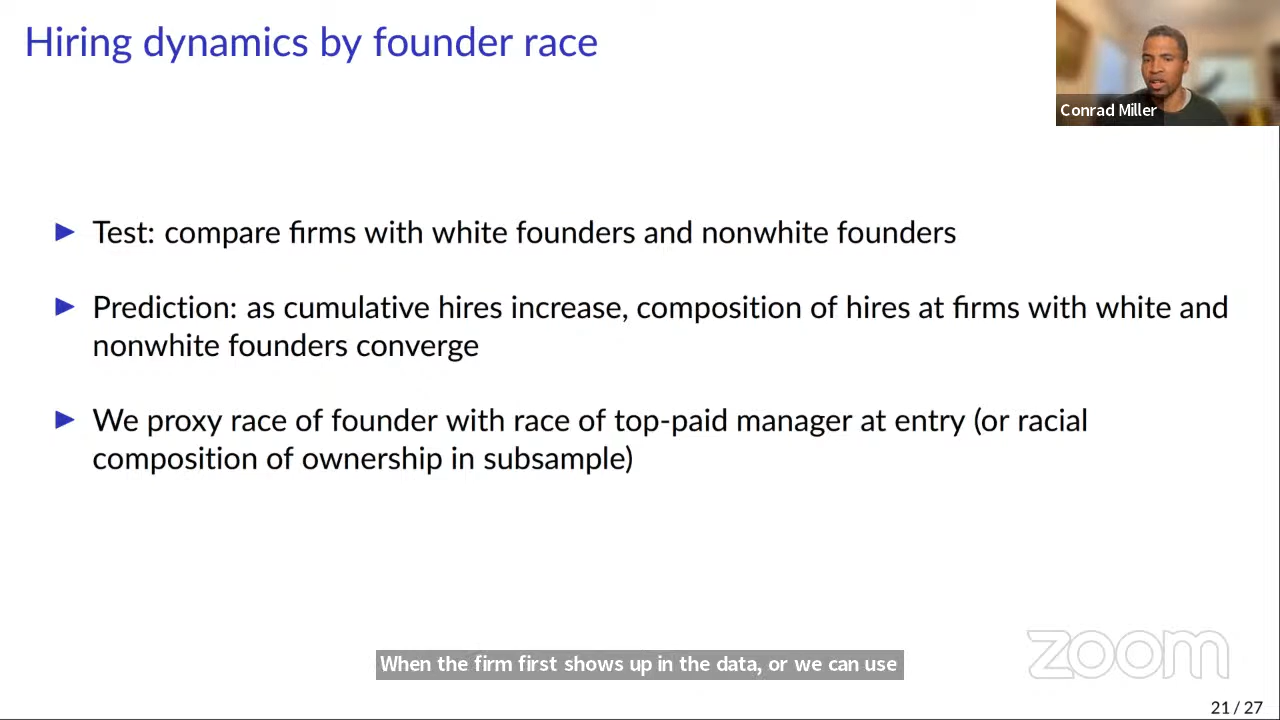 Hiring dynamics by founder race
Conrad Miller
▶ Test: compare firms with white founders and nonwhite founders
▶ Prediction: as cumulative hires increase, composition of hires at firms with white and
nonwhite founders converge
▶ We proxy race of founder with race of top-paid manager at entry (or racial
composition of ownership in subsample)
When the firm first shows up in the data, or we can use
zoom
21 / 27